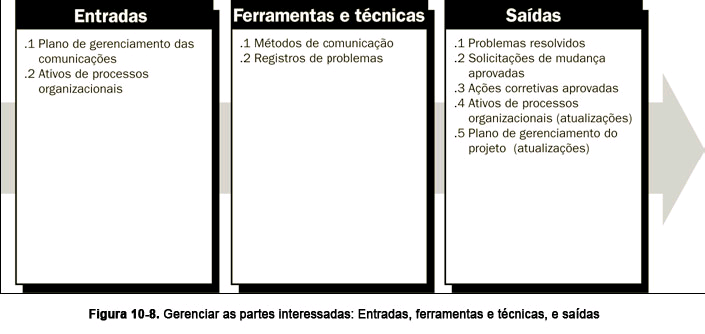 Entradas
.1 Plano de gerenciamento das
comunicações
.2 Ativos de processos
organizacionais
Ferramentas e técnicas
.1 Métodos de comunicação
.2 Registros de problemas
Saídas
.1 Problemas resolvidos
.2 Solicitações de mudança
aprovadas
.3 Ações corretivas aprovadas
.4 Ativos de processos
organizacionais (atualizações)
.5 Plano de gerenciamento do
projeto (atualizações)
Figura 10-8. Gerenciar as partes interessadas: Entradas, ferramentas e técnicas, e saídas